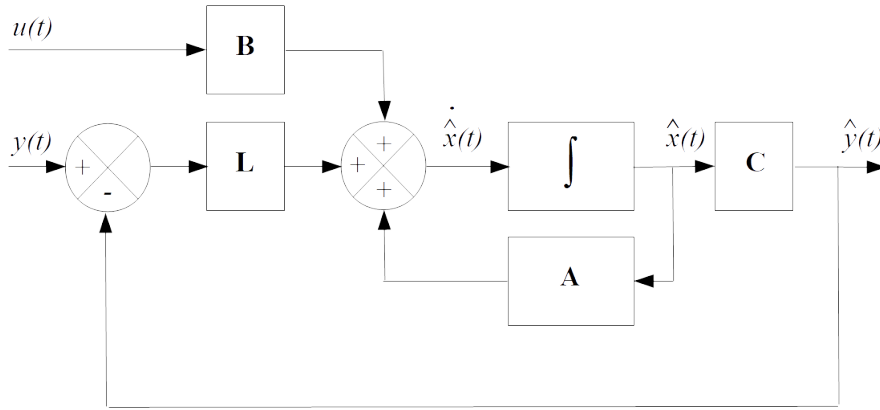 u(t)
B
y(t)
+
-
L
+
+
+
ẋ̂(t)
∫
x̂(t)
C
ŷ(t)
A